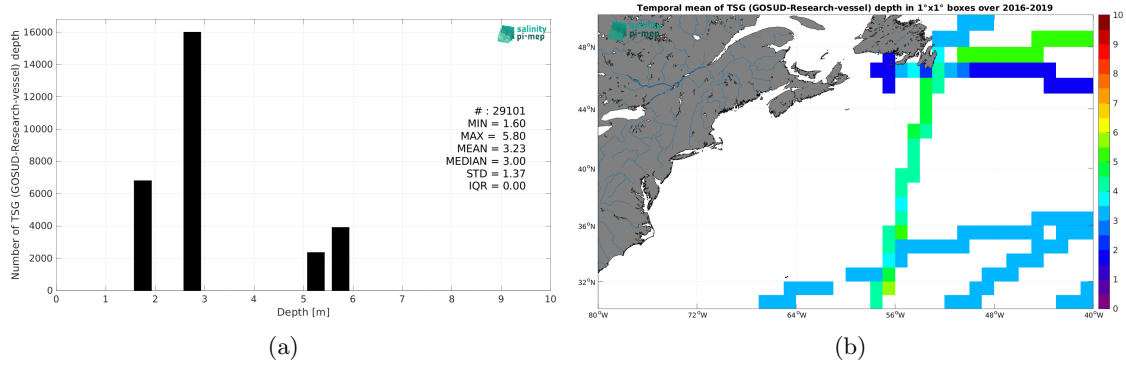 salinity
pi-mep
Number of TSG (GOSUD-Research-vessel) depth
16000
14000
12000
10000
8000
6000
4000
2000
0
# : 29101
MIN = 1.60
MAX = 5.80
MEAN = 3.23
MEDIAN = 3.00
STD = 1.37
IQR = 0.00
0 1 2 3 4 5 6 7 8 9 10
Depth [m]
(a)
Temporal mean of TSG (GOSUD-Research-vessel) depth in 1°x1° boxes over 2016-2019
salinity
pi-mep
48°N
44°N
40°N
36°N
32°N
80°W 72°W 64°W 56°W 48°W 40°W
10
9
8
7
6
5
4
3
2
1
0
(b)